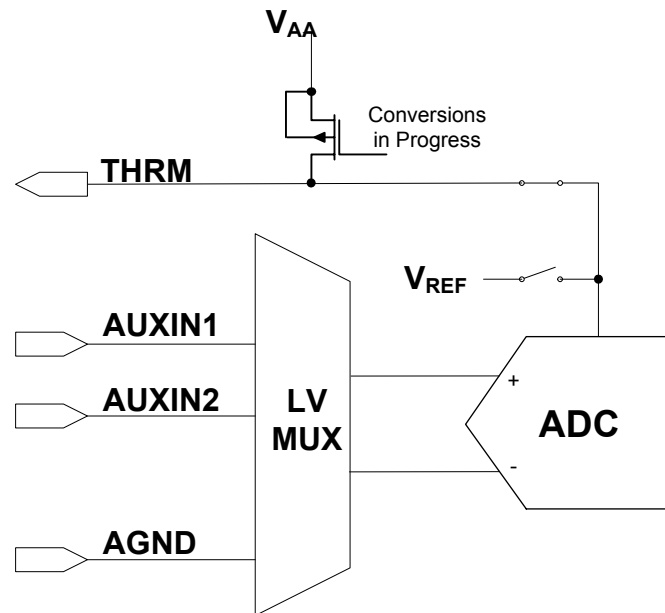 VAA
Conversions
in Progress
THRM
VREF
AUXIN1
AUXIN2
LV
MUX
+
ADC
-
AGND